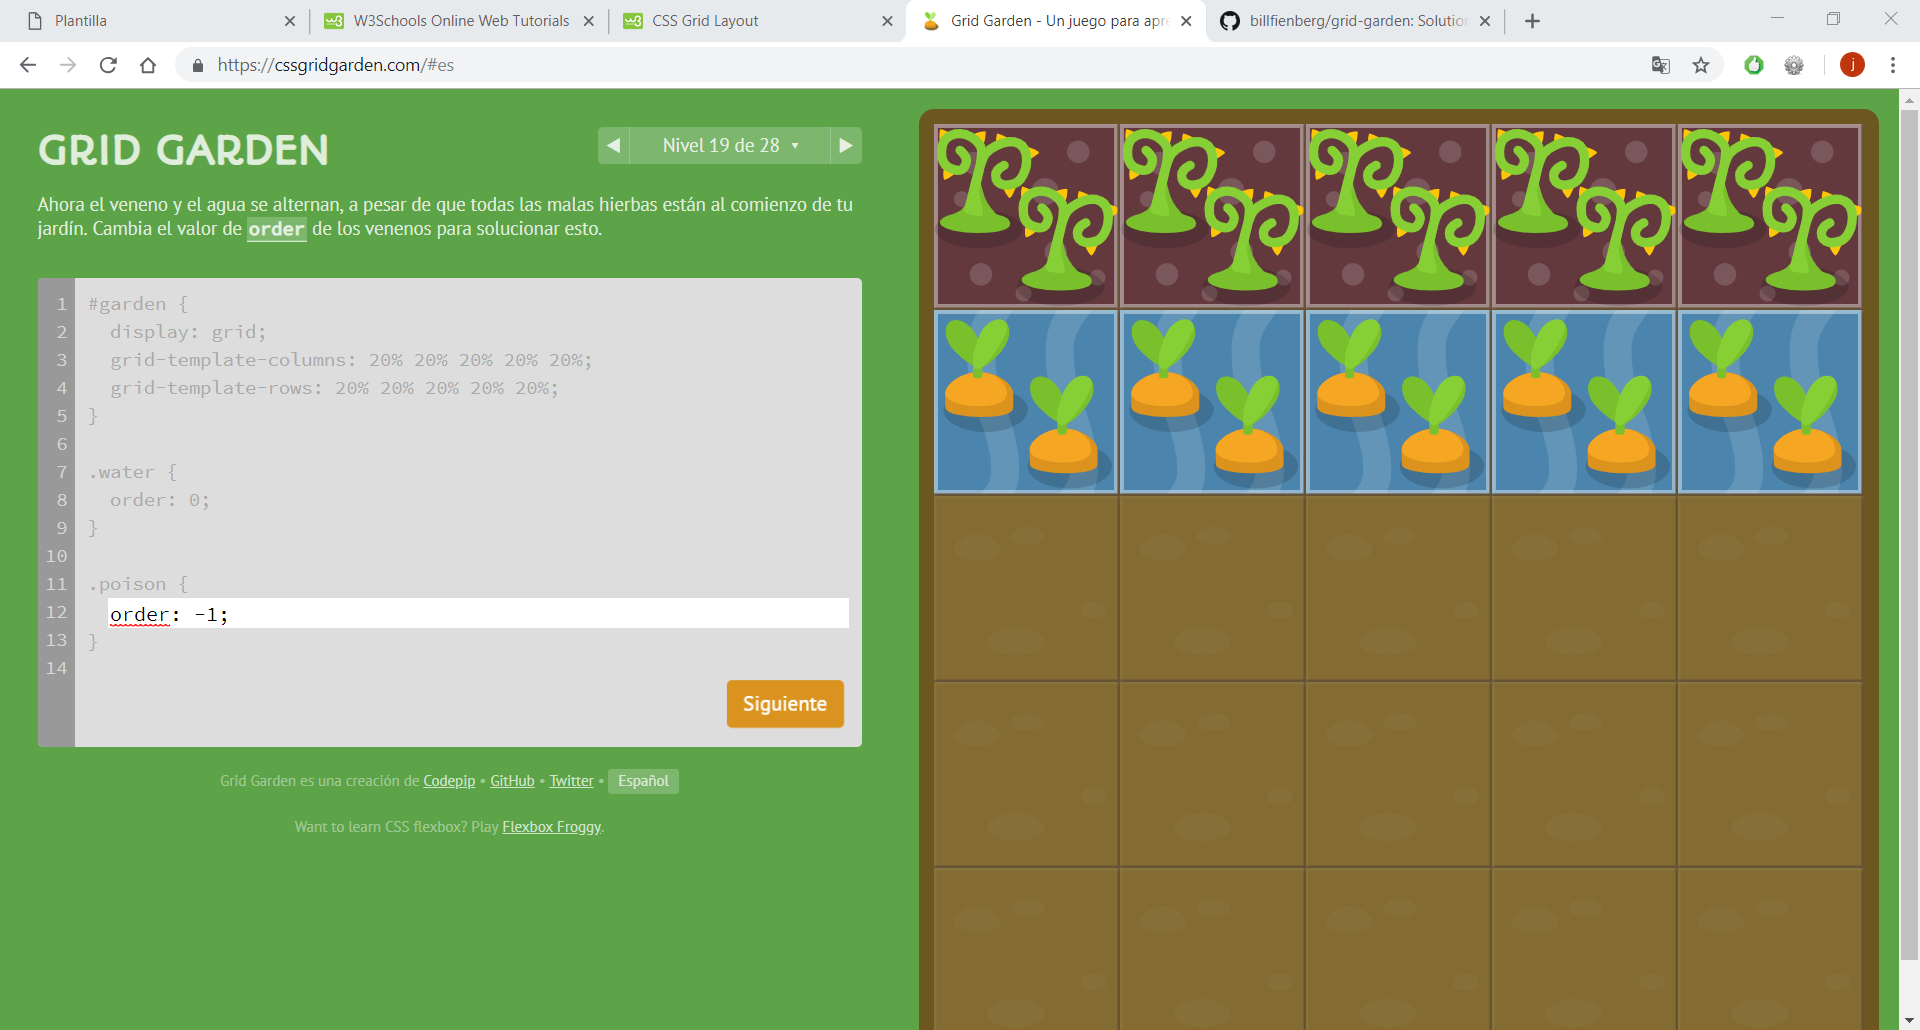 Plantilla
W3Schools Online Web Tutorials
CSS Grid Layout
Grid Garden - Un juego para apre
billfienberg/grid-garden: Solution
https://cssgridgarden.com/#es
j
GRID GARDEN
Nivel 19 de 28
Ahora el veneno y el agua se alternan, a pesar de que todas las malas hierbas están al comienzo de tu
jardín. Cambia el valor de order de los venenos para solucionar esto.
1 #garden {
2 display: grid;
3 grid-template-columns: 20% 20% 20% 20% 20%;
4 grid-template-rows: 20% 20% 20% 20% 20%;
5 }
6
7 .water {
8 order: 0;
9 }
10
11 .poison {
12 order: -1;
13 }
14
Siguiente
Grid Garden es una creación de Codepip • GitHub • Twitter • Español
Want to learn CSS flexbox? Play Flexbox Froggy.